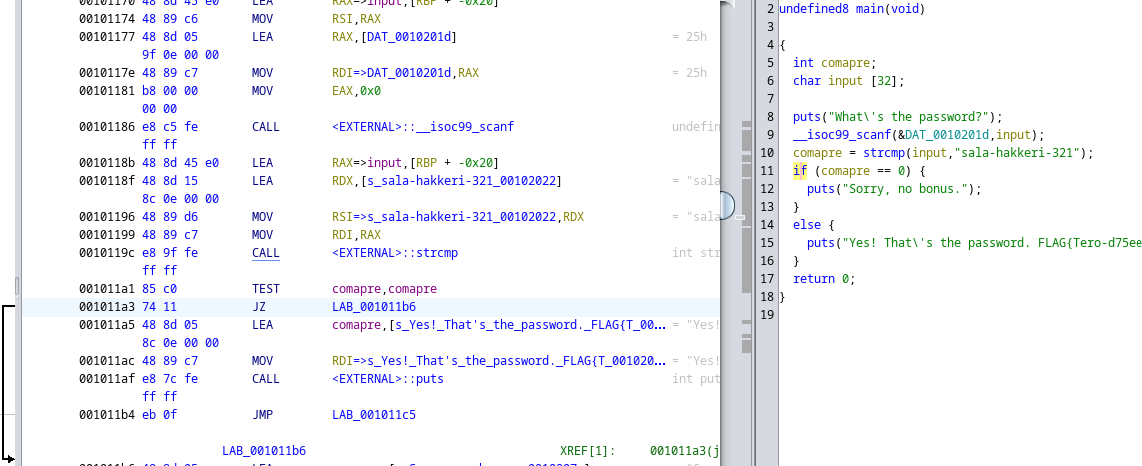 00101170 48 8d 45 e0 LEA RAX=>input,[RBP + -0x20]
00101174 48 89 c6 MOV RSI,RAX
00101177 48 8d 05 LEA RAX,[DAT_0010201d] = 25h
9f 0e 00 00
0010117e 48 89 c7 MOV RDI=>DAT_0010201d,RAX = 25h
00101181 b8 00 00 MOV EAX,0x0
00 00
00101186 e8 c5 fe CALL <EXTERNAL>::__isoc99_scanf undefin
ff ff
0010118b 48 8d 45 e0 LEA RAX=>input,[RBP + -0x20]
0010118f 48 8d 15 LEA RDX,[s_sala-hakkeri-321_00102022] = "sala
8c 0e 00 00
00101196 48 89 d6 MOV RSI=>s_sala-hakkeri-321_00102022,RDX = "sala
00101199 48 89 c7 MOV RDI,RAX
0010119c e8 9f fe CALL <EXTERNAL>::strcmp int str
ff ff
001011a1 85 c0 TEST comapre,comapre
001011a3 74 11 JZ LAB_001011b6
001011a5 48 8d 05 LEA comapre,[s_Yes!_That's_the_password._FLAG{T_00... = "Yes!
8c 0e 00 00
001011ac 48 89 c7 MOV RDI=>s_Yes!_That's_the_password._FLAG{T_001020... = "Yes!
001011af e8 7c fe CALL <EXTERNAL>::puts int put
ff ff
001011b4 eb 0f JMP LAB_001011c5
LAB_001011b6 XREF[1]: 001011a3(j
2 undefined8 main(void)
3
4 {
5 int comapre;
6 char input [32];
7
8 puts("What\'s the password?");
9 __isoc99_scanf(&DAT_0010201d,input);
10 comapre = strcmp(input,"sala-hakkeri-321");
11 if (comapre == 0) {
12 puts("Sorry, no bonus.");
13 }
14 else {
15 puts("Yes! That\'s the password. FLAG{Tero-d75ee
16 }
17 return 0;
18 }
19